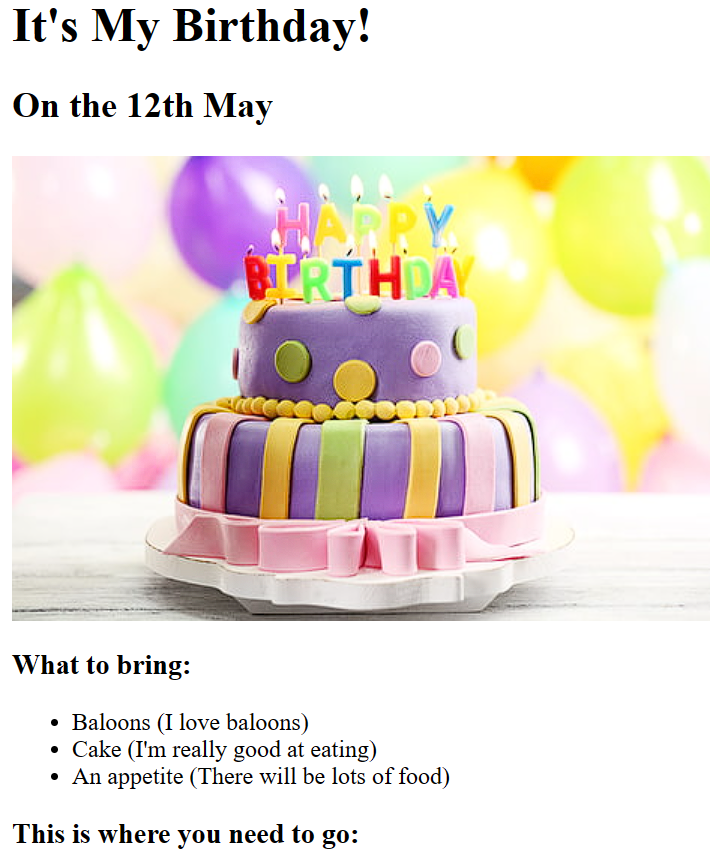 It's My Birthday!
On the 12th May
HAPPY
BIRTHDAY
What to bring:
Baloons (I love baloons)
Cake (I'm really good at eating)
An appetite (There will be lots of food)
This is where you need to go: